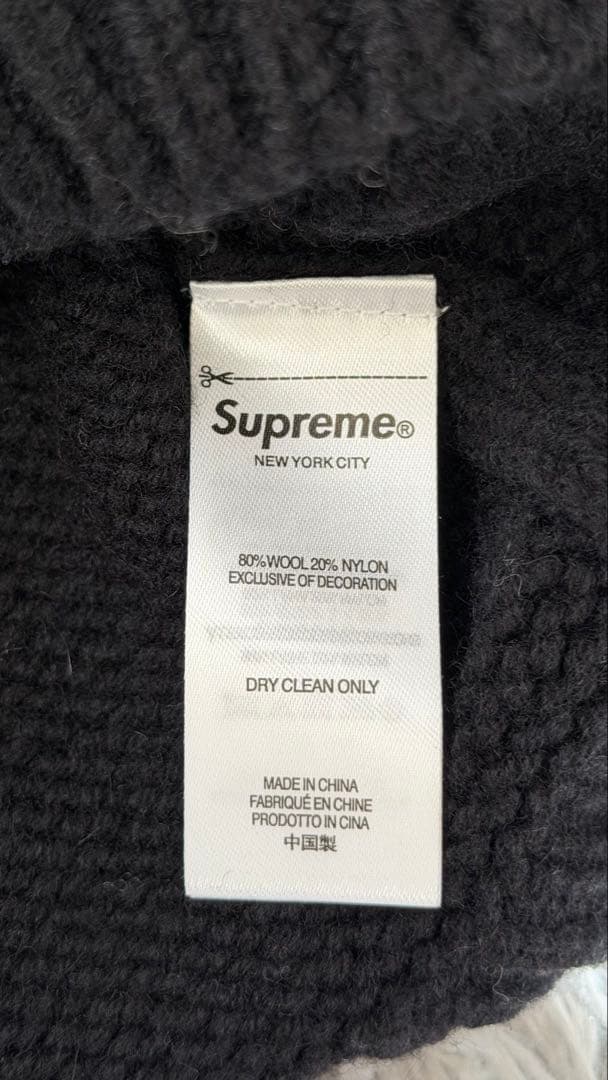 Supreme®
NEW YORK CITY
80% WOOL 20% NYLON
EXCLUSIVE OF DECORATION
DRY CLEAN ONLY
MADE IN CHINA
FABRIQUÉ EN CHINE
PRODOTTO IN CINA
中国製